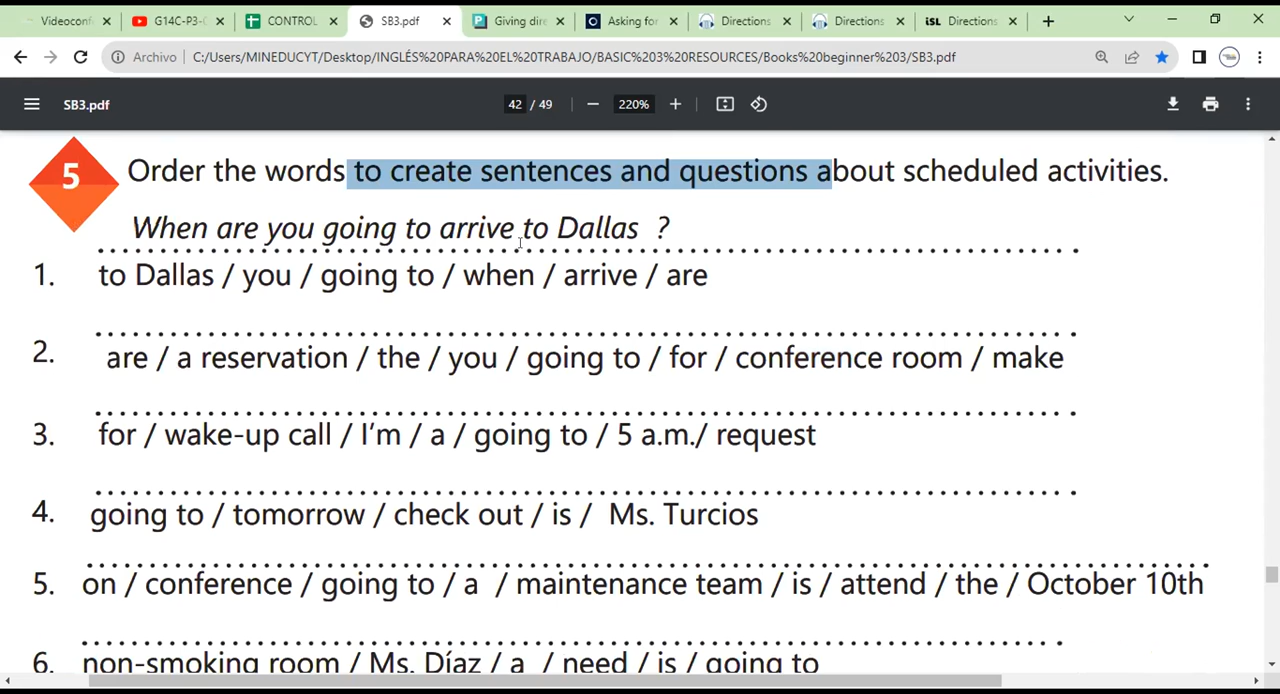 Videoconf
G14C-P3-(
CONTROL
SB3.pdf
Giving dire
Asking for
Directions
Directions
iSL Directions
Archivo C:/Users/MINEDUCYT/Desktop/INGLÉS%20PARA%20EL%20TRABAJO/BASIC%203%20RESOURCES/Books%20beginner%203/SB3.pdf
SB3.pdf 42 / 49 220%
5 Order the words to create sentences and questions about scheduled activities.
When are you going to arrive to Dallas ?
1. to Dallas / you / going to / when / arrive / are
2. are / a reservation / the / you / going to / for / conference room / make
3. for / wake-up call / I’m / a / going to / 5 a.m./ request
4. going to / tomorrow / check out / is / Ms. Turcios
5. on / conference / going to / a / maintenance team / is / attend / the / October 10th
6. non-smoking room / Ms. Díaz / a / need / is / going to